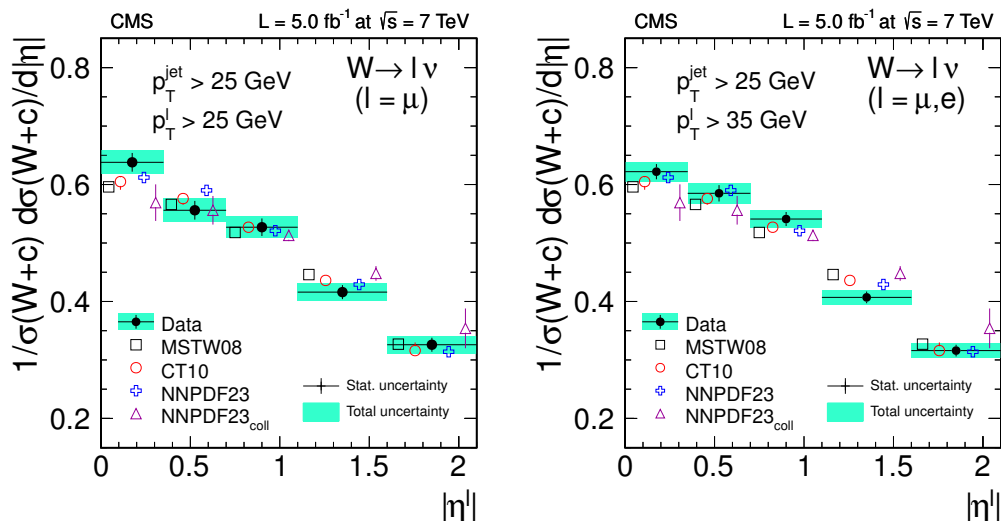 CMS
L = 5.0 fb⁻¹ at √s = 7 TeV
1/σ(W+c) dσ(W+c)/d|η|
0.8
0.6
0.4
0.2
p_T^jet > 25 GeV
p_T^l > 25 GeV
W → l ν
(l = μ)
Data
MSTW08
CT10
NNPDF23
NNPDF23_coll
Stat. uncertainty
Total uncertainty
0 0.5 1 1.5 2
|η^l|
CMS
L = 5.0 fb⁻¹ at √s = 7 TeV
1/σ(W+c) dσ(W+c)/d|η|
0.8
0.6
0.4
0.2
p_T^jet > 25 GeV
p_T^l > 35 GeV
W → l ν
(l = μ,e)
Data
MSTW08
CT10
NNPDF23
NNPDF23_coll
Stat. uncertainty
Total uncertainty
0 0.5 1 1.5 2
|η^l|